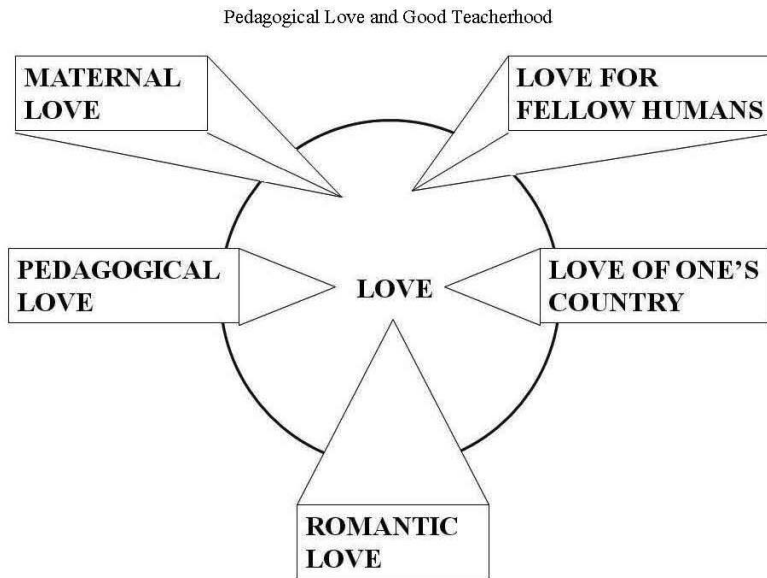 Pedagogical Love and Good Teacherhood
MATERNAL
LOVE
LOVE FOR
FELLOW HUMANS
PEDAGOGICAL
LOVE
LOVE
LOVE OF ONE’S
COUNTRY
ROMANTIC
LOVE